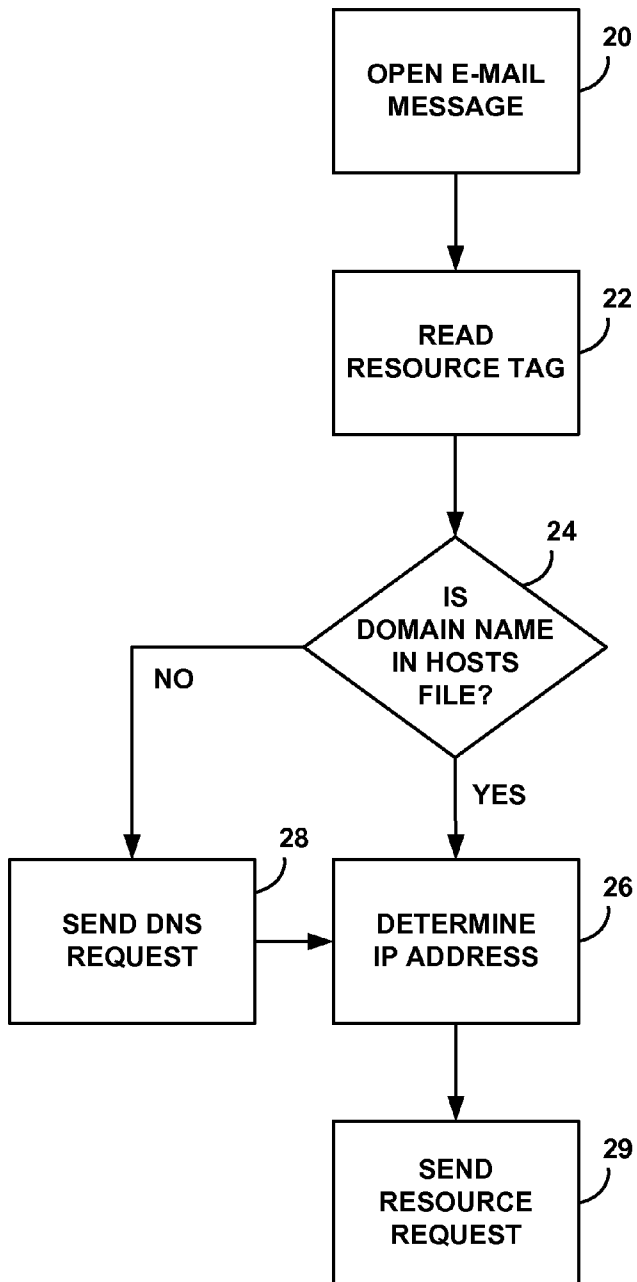 20
OPEN E-MAIL
MESSAGE
22
READ
RESOURCE TAG
24
IS
DOMAIN NAME
IN HOSTS
FILE?
NO
YES
28
SEND DNS
REQUEST
26
DETERMINE
IP ADDRESS
29
SEND
RESOURCE
REQUEST